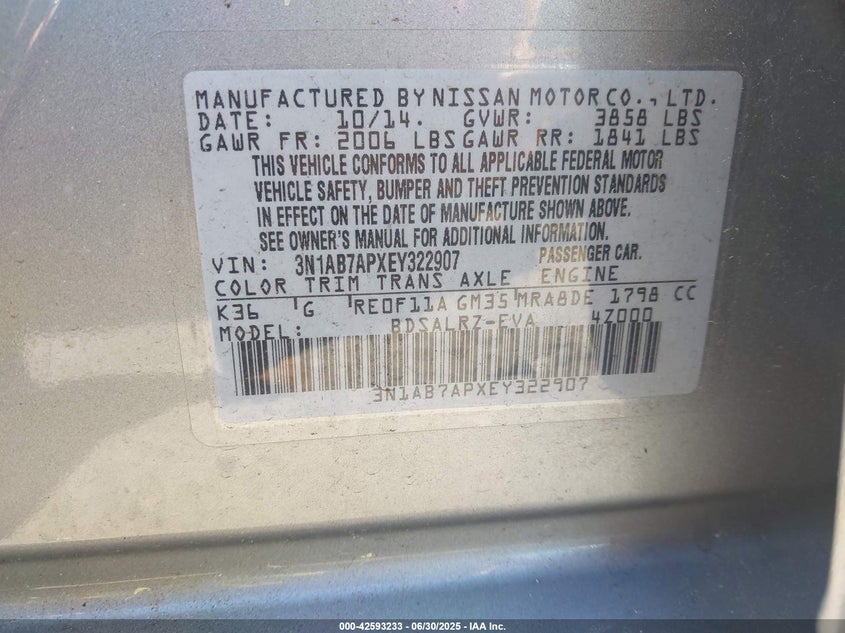 MANUFACTURED BY NISSAN MOTOR CO., LTD.
DATE: 10/14. GVWR: 3858 LBS
GAWR FR: 2006 LBS GAWR RR: 1841 LBS
THIS VEHICLE CONFORMS TO ALL APPLICABLE FEDERAL MOTOR
VEHICLE SAFETY, BUMPER AND THEFT PREVENTION STANDARDS
IN EFFECT ON THE DATE OF MANUFACTURE SHOWN ABOVE.
SEE OWNER'S MANUAL FOR ADDITIONAL INFORMATION.
VIN: 3N1AB7APXEY322907 PASSENGER CAR.
COLOR TRIM TRANS AXLE ENGINE
K36 G RE0F11A GM35 MRA8DE 1798 CC
MODEL: BDSALRZ-EVA 4Z000
3N1AB7APXEY322907
000-42593233 - 06/30/2025 - IAA Inc.